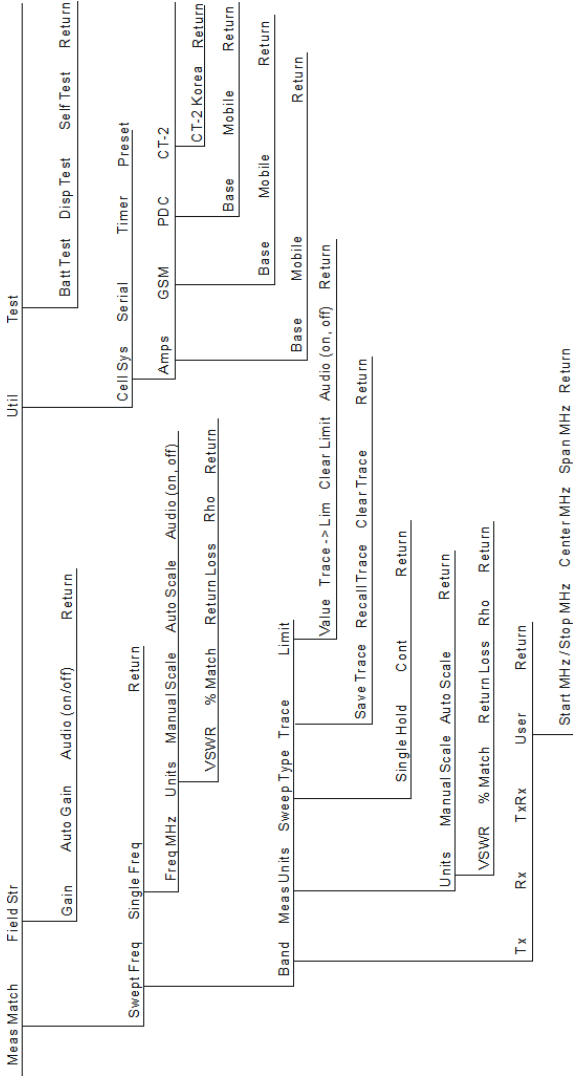 Meas Match Field Str Util Test
Gain Auto Gain Audio (on/off) Return
Batt Test Disp Test Self Test Return
Swept Freq Single Freq Return
Cell Sys Serial Timer Preset
Freq MHz Units Manual Scale Auto Scale Audio (on, off)
Amps GSM PDC CT-2
VSWR % Match Return Loss Rho Return
CT-2 Korea Return
Base Mobile Return
Base Mobile Return
Band Meas Units Sweep Type Trace Limit
Base Mobile Return
Value Trace -> Lim Clear Limit Audio (on, off) Return
Save Trace Recall Trace Clear Trace Return
Single Hold Cont Return
Units Manual Scale Auto Scale Return
VSWR % Match Return Loss Rho Return
Tx Rx TxRx User Return
Start MHz / Stop MHz Center MHz Span MHz Return